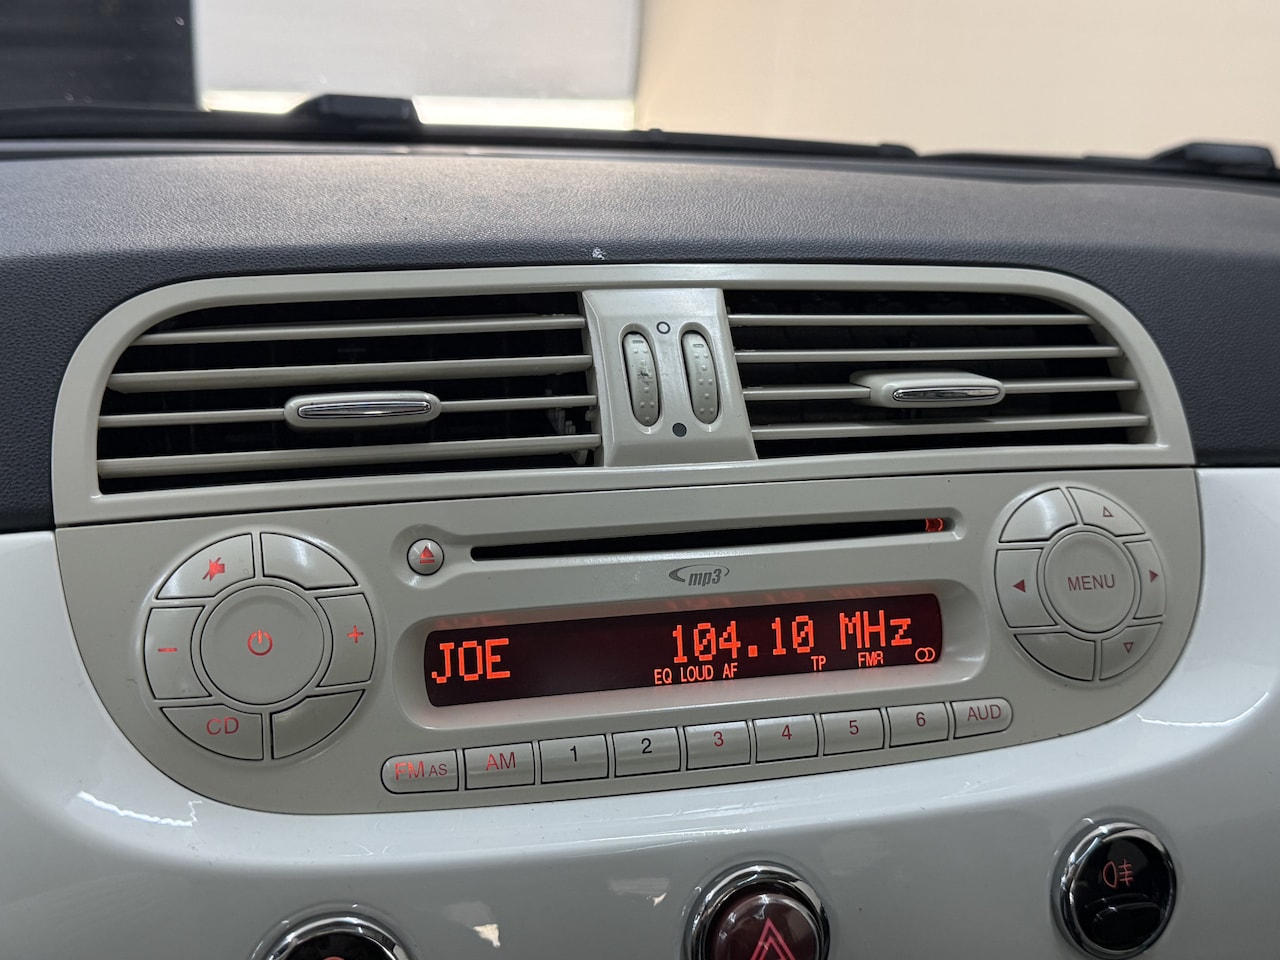 mp3
JOE 104.10 MHz
EQ LOUD AF TP FMA
MENU
CD
FM AS AM 1 2 3 4 5 6 AUD